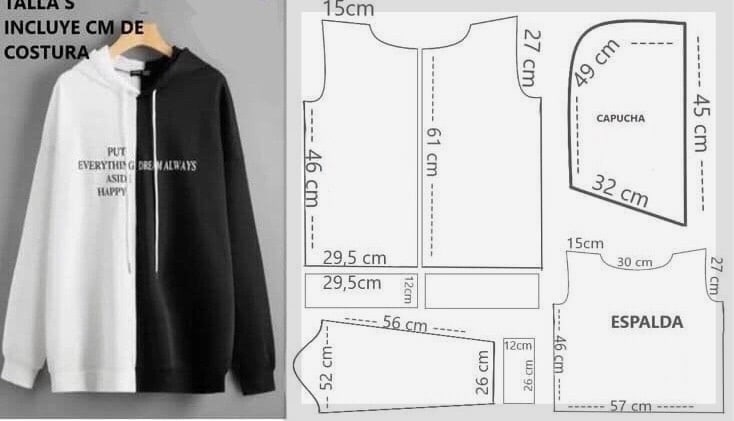 TALLA S
INCLUYE CM DE
COSTURA
PUT
EVERYTHING DREAM ALWAYS
ASIDE
HAPPY
15cm
27 cm
46 cm
61 cm
29,5 cm
29,5cm
12cm
49 cm
CAPUCHA
45 cm
32 cm
56 cm
52 cm
26 cm
12cm
26 cm
15cm
30 cm
27 cm
ESPALDA
46 cm
57 cm